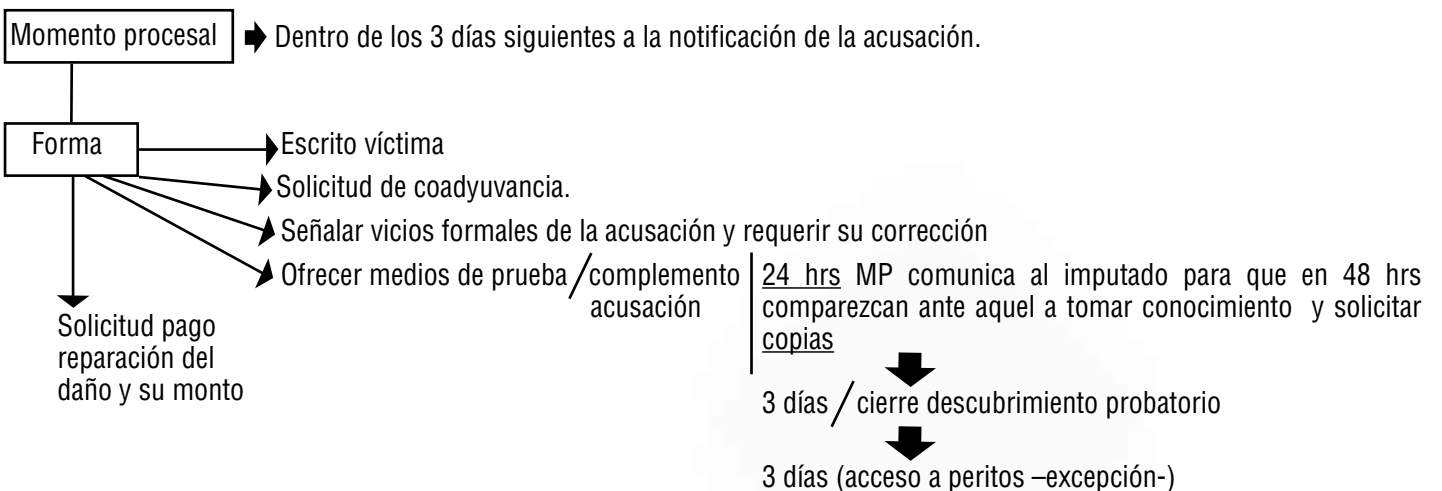 Momento procesal
Dentro de los 3 días siguientes a la notificación de la acusación.
Forma
Escrito víctima
Solicitud de coadyuvancia.
Señalar vicios formales de la acusación y requerir su corrección
Ofrecer medios de prueba / complemento
acusación
24 hrs MP comunica al imputado para que en 48 hrs
comparezcan ante aquel a tomar conocimiento y solicitar
copias
Solicitud pago
reparación del
daño y su monto
3 días / cierre descubrimiento probatorio
3 días (acceso a peritos –excepción-)